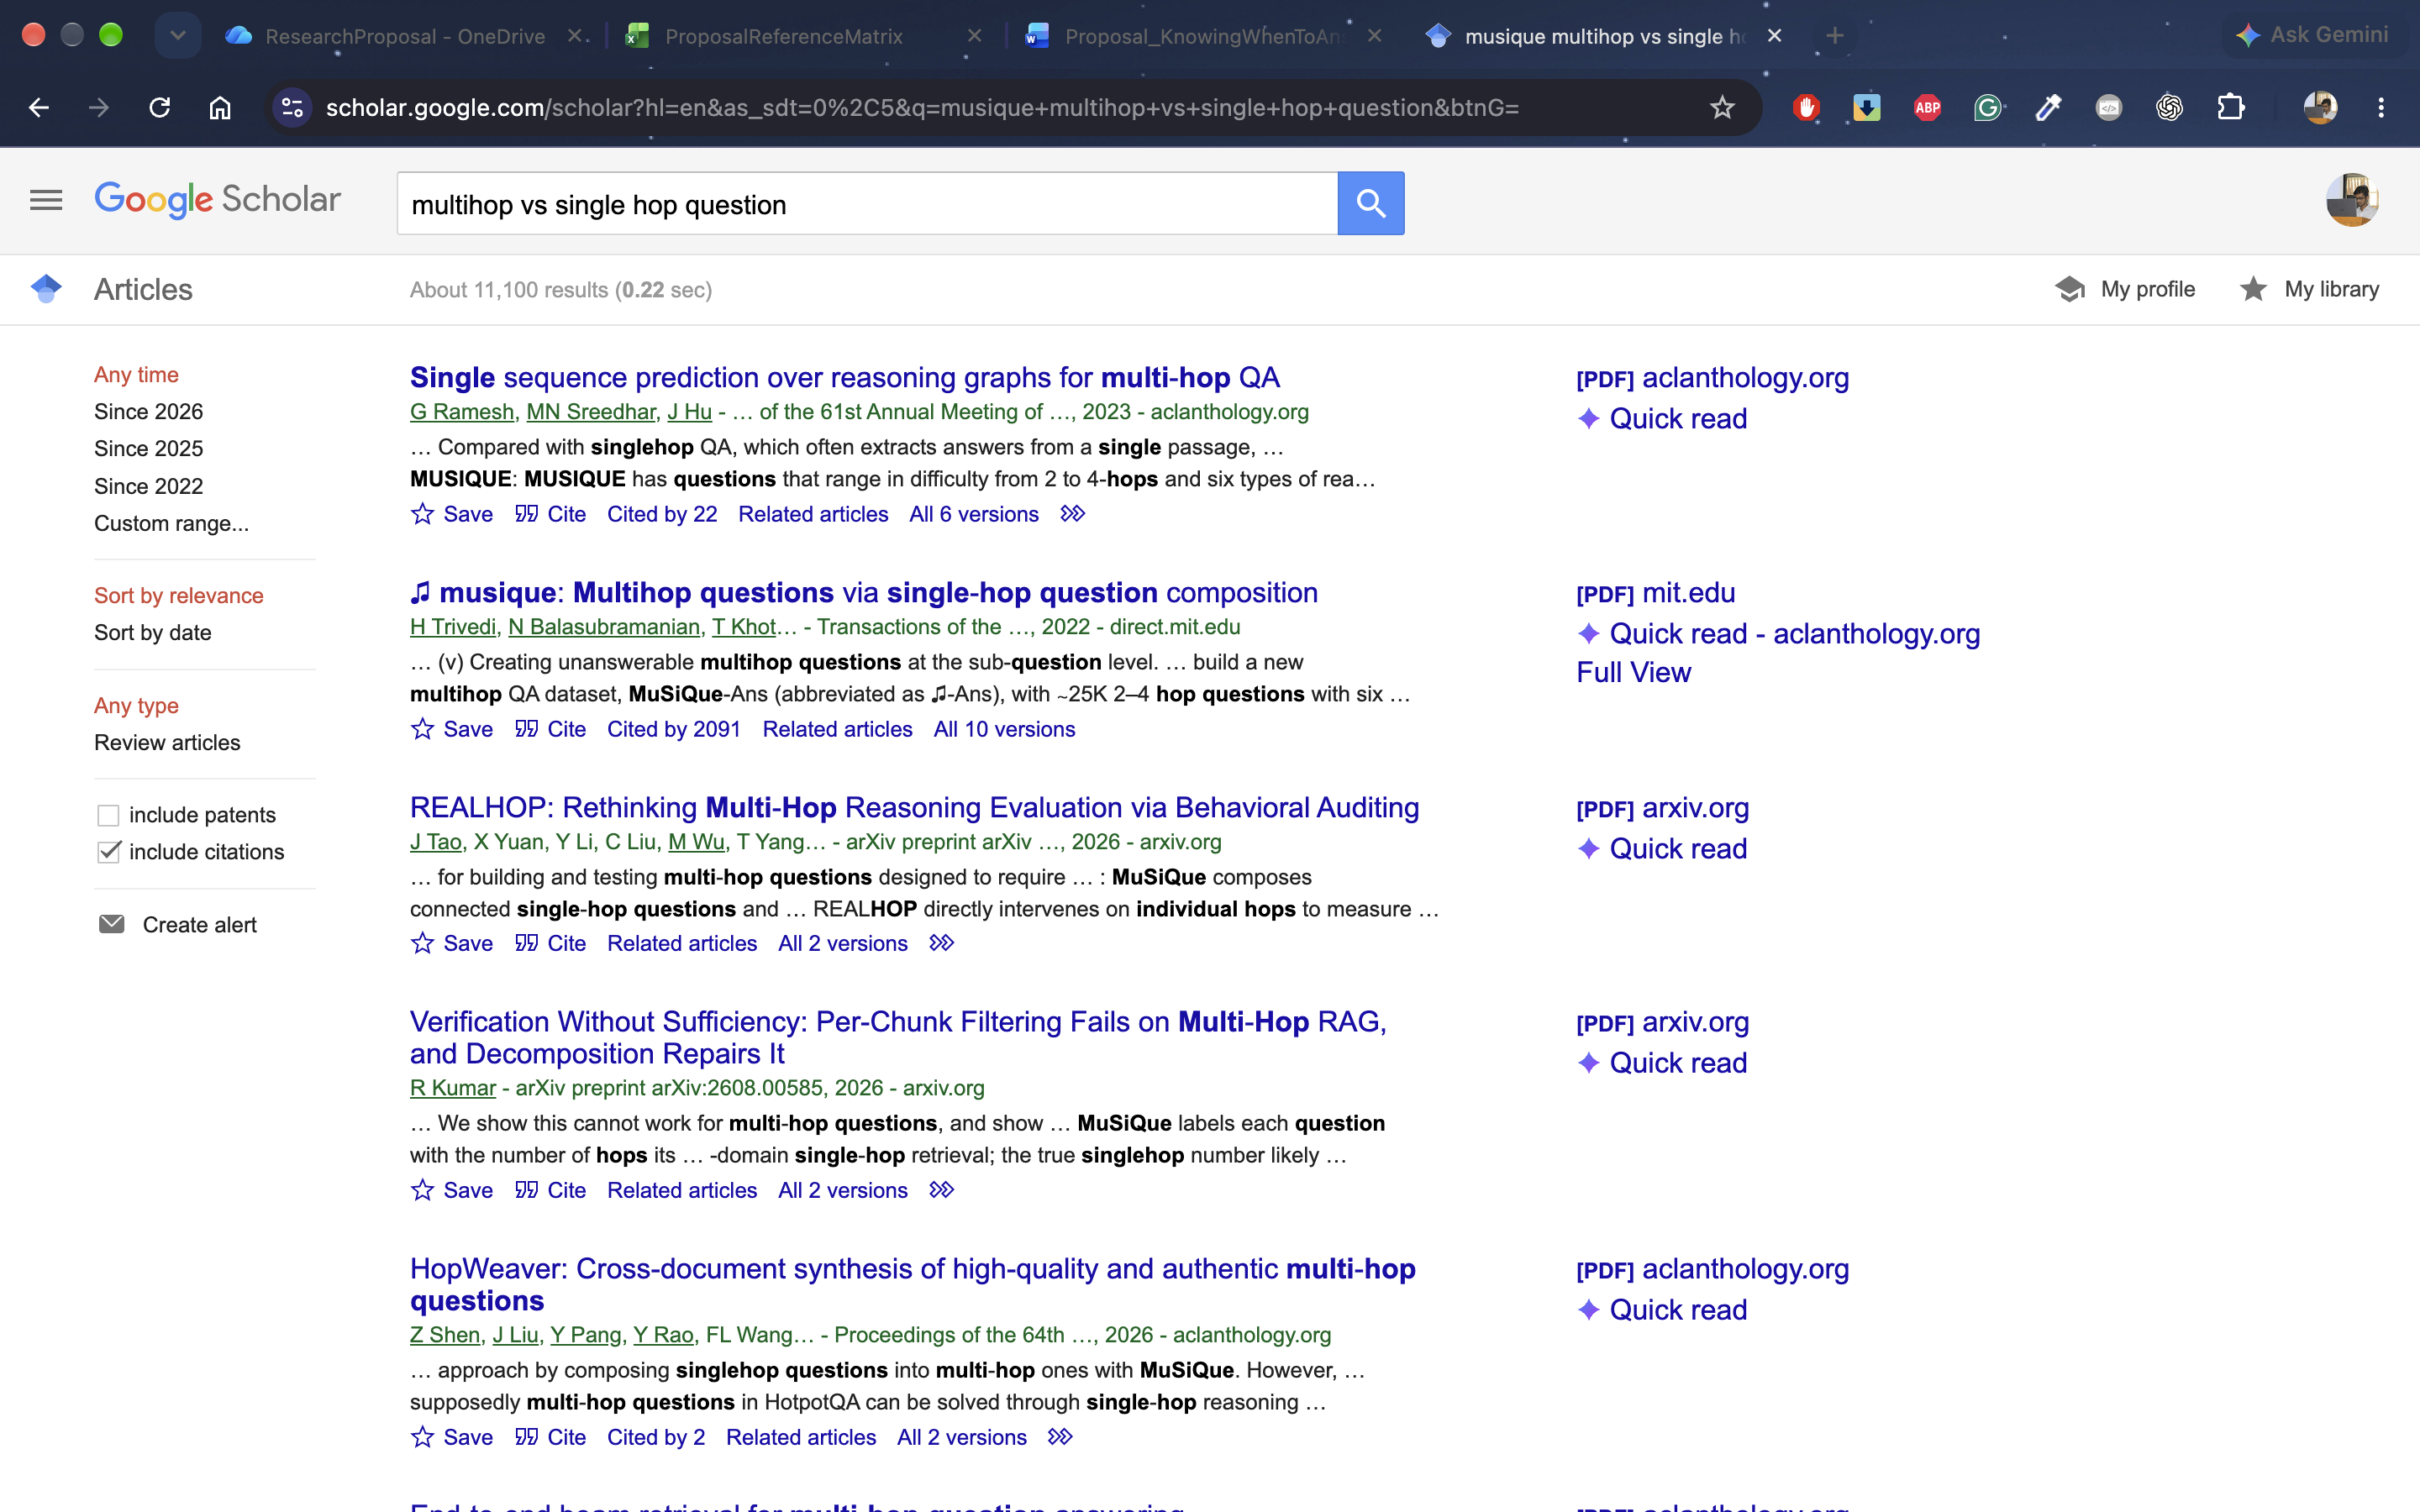 ResearchProposal - OneDrive
ProposalReferenceMatrix
Proposal_KnowingWhenToAn
musique multihop vs single ho
Ask Gemini
scholar.google.com/scholar?hl=en&as_sdt=0%2C5&q=musique+multihop+vs+single+hop+question&btnG=
ABP
Google Scholar
multihop vs single hop question
Articles
About 11,100 results (0.22 sec)
My profile
My library
Any time
Since 2026
Since 2025
Since 2022
Custom range...
Sort by relevance
Sort by date
Any type
Review articles
include patents
include citations
Create alert
Single sequence prediction over reasoning graphs for multi-hop QA
G Ramesh, MN Sreedhar, J Hu - … of the 61st Annual Meeting of …, 2023 - aclanthology.org
… Compared with singlehop QA, which often extracts answers from a single passage, …
MUSIQUE: MUSIQUE has questions that range in difficulty from 2 to 4-hops and six types of rea…
Save Cite Cited by 22 Related articles All 6 versions
[PDF] aclanthology.org
Quick read
♫ musique: Multihop questions via single-hop question composition
H Trivedi, N Balasubramanian, T Khot… - Transactions of the …, 2022 - direct.mit.edu
… (v) Creating unanswerable multihop questions at the sub-question level. … build a new
multihop QA dataset, MuSiQue-Ans (abbreviated as ♫-Ans), with ~25K 2–4 hop questions with six …
Save Cite Cited by 2091 Related articles All 10 versions
[PDF] mit.edu
Quick read - aclanthology.org
Full View
REALHOP: Rethinking Multi-Hop Reasoning Evaluation via Behavioral Auditing
J Tao, X Yuan, Y Li, C Liu, M Wu, T Yang… - arXiv preprint arXiv …, 2026 - arxiv.org
… for building and testing multi-hop questions designed to require … : MuSiQue composes
connected single-hop questions and … REALHOP directly intervenes on individual hops to measure …
Save Cite Related articles All 2 versions
[PDF] arxiv.org
Quick read
Verification Without Sufficiency: Per-Chunk Filtering Fails on Multi-Hop RAG,
and Decomposition Repairs It
R Kumar - arXiv preprint arXiv:2608.00585, 2026 - arxiv.org
… We show this cannot work for multi-hop questions, and show … MuSiQue labels each question
with the number of hops its … -domain single-hop retrieval; the true singlehop number likely …
Save Cite Related articles All 2 versions
[PDF] arxiv.org
Quick read
HopWeaver: Cross-document synthesis of high-quality and authentic multi-hop
questions
Z Shen, J Liu, Y Pang, Y Rao, FL Wang… - Proceedings of the 64th …, 2026 - aclanthology.org
… approach by composing singlehop questions into multi-hop ones with MuSiQue. However, …
supposedly multi-hop questions in HotpotQA can be solved through single-hop reasoning …
Save Cite Cited by 2 Related articles All 2 versions
[PDF] aclanthology.org
Quick read
End-to-end beam retrieval for multi-hop question answering
[PDF] aclanthology.org